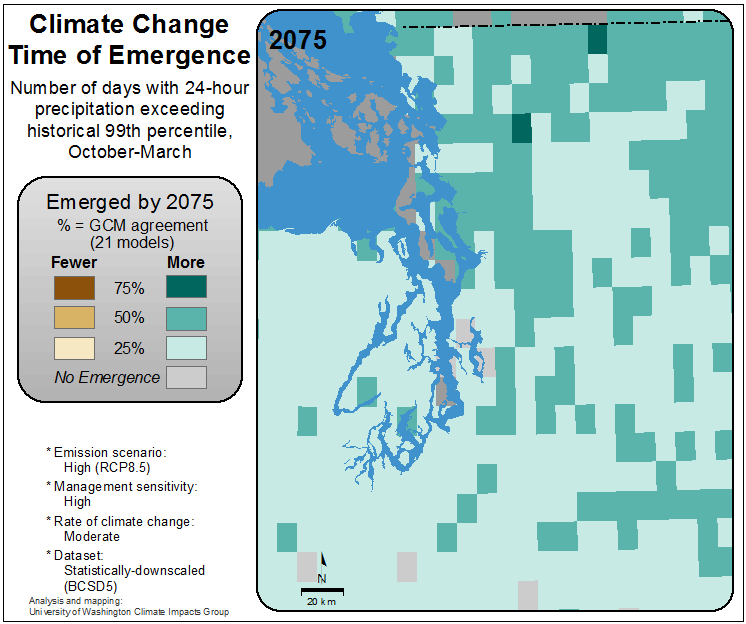 Climate Change
Time of Emergence
Number of days with 24-hour
precipitation exceeding
historical 99th percentile,
October-March
2075
Emerged by 2075
% = GCM agreement
(21 models)
Fewer More
75%
50%
25%
No Emergence
* Emission scenario:
High (RCP8.5)
* Management sensitivity:
High
* Rate of climate change:
Moderate
* Dataset:
Statistically-downscaled
(BCSD5)
Analysis and mapping:
University of Washington Climate Impacts Group
N
20 km